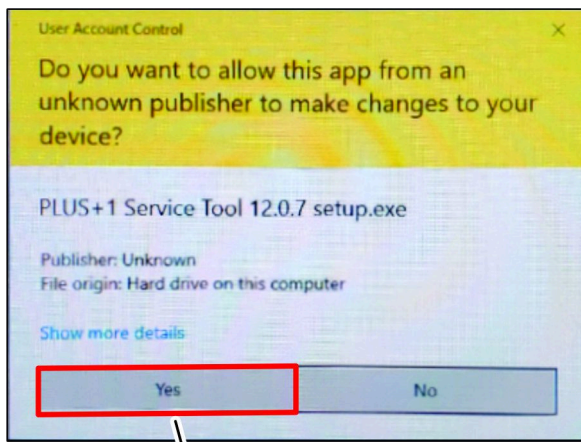 User Account Control
Do you want to allow this app from an
unknown publisher to make changes to your
device?
PLUS+1 Service Tool 12.0.7 setup.exe
Publisher: Unknown
File origin: Hard drive on this computer
Show more details
Yes
No